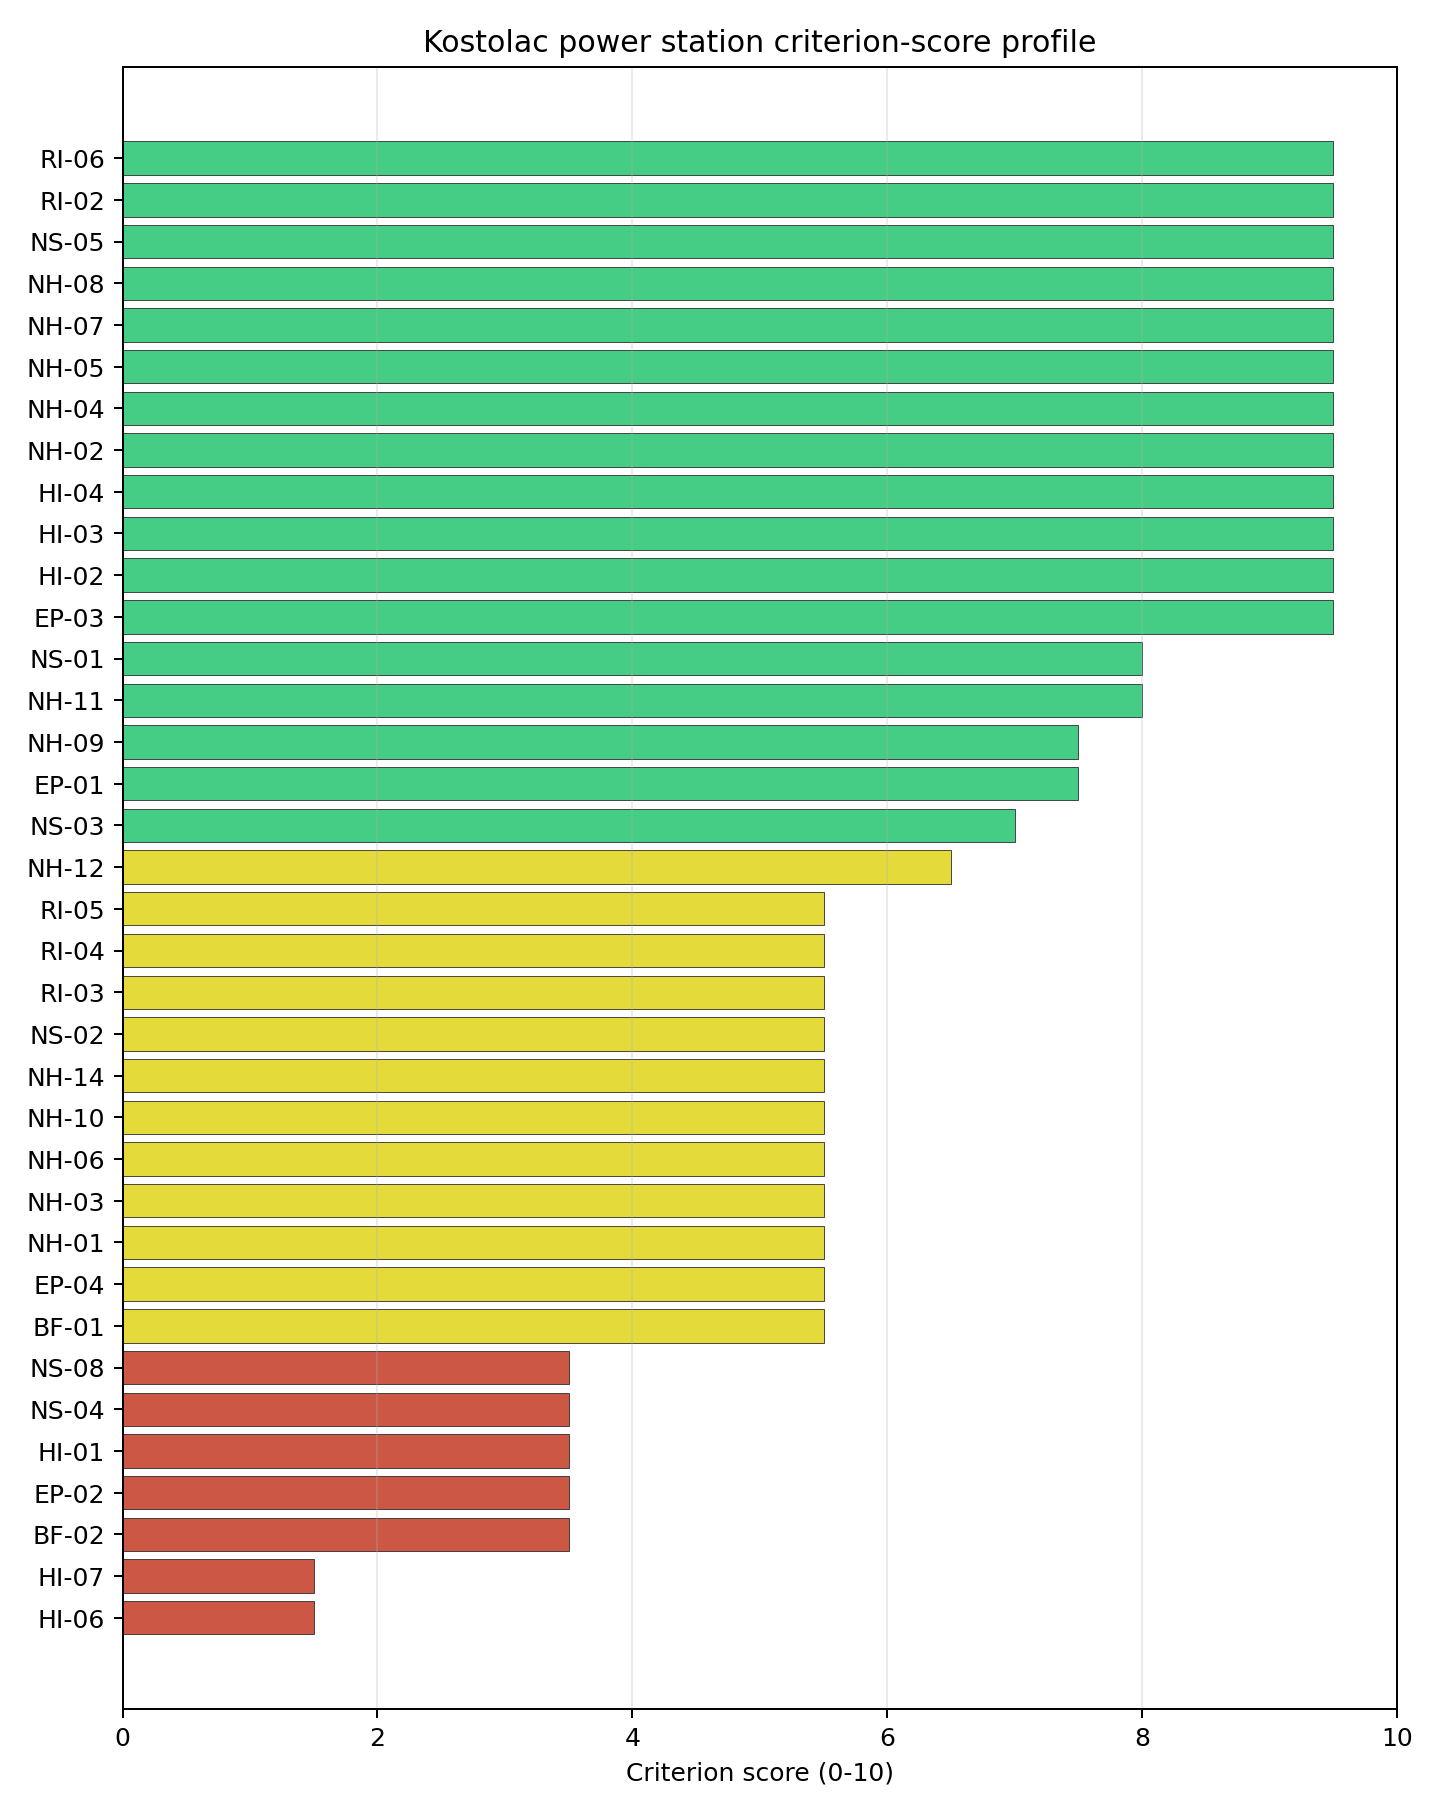 Kostolac power station criterion-score profile
RI-06
RI-02
NS-05
NH-08
NH-07
NH-05
NH-04
NH-02
HI-04
HI-03
HI-02
EP-03
NS-01
NH-11
NH-09
EP-01
NS-03
NH-12
RI-05
RI-04
RI-03
NS-02
NH-14
NH-10
NH-06
NH-03
NH-01
EP-04
BF-01
NS-08
NS-04
HI-01
EP-02
BF-02
HI-07
HI-06
0 2 4 6 8 10
Criterion score (0-10)